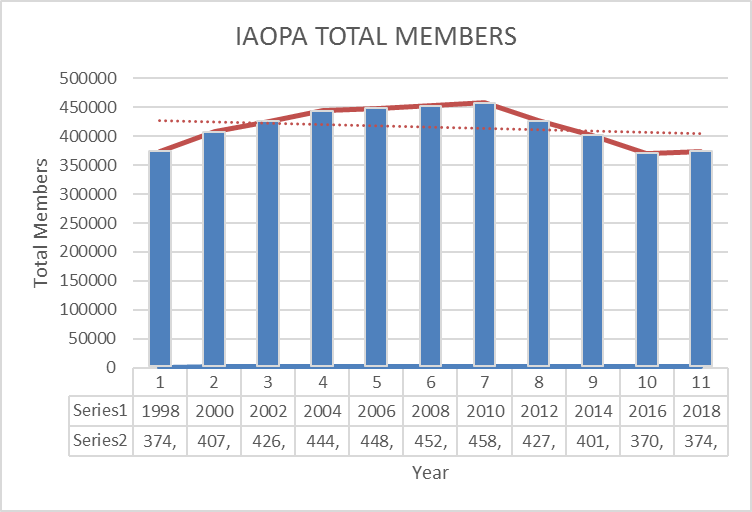 IAOPA TOTAL MEMBERS
500000
450000
400000
350000
300000
250000
200000
150000
100000
50000
0
Total Members
1 2 3 4 5 6 7 8 9 10 11
Series1 1998 2000 2002 2004 2006 2008 2010 2012 2014 2016 2018
Series2 374, 407, 426, 444, 448, 452, 458, 427, 401, 370, 374,
Year